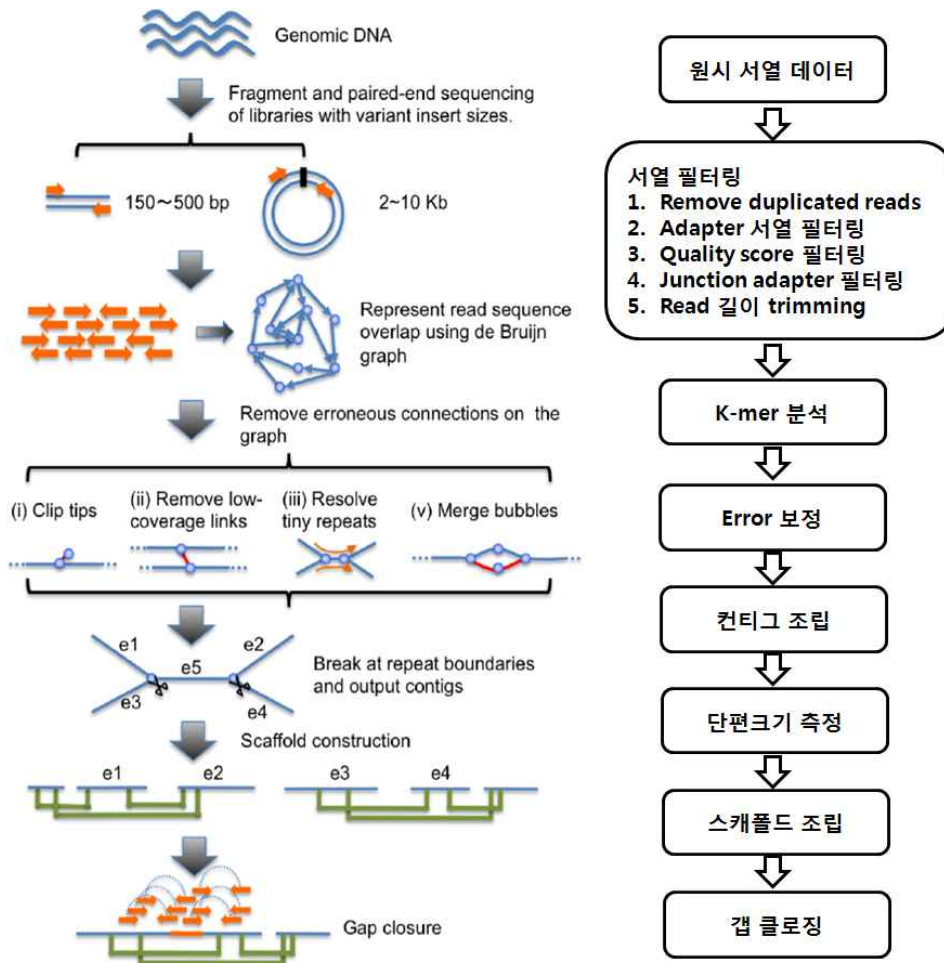 Genomic DNA
Fragment and paired-end sequencing
of libraries with variant insert sizes.
150～500 bp
2~10 Kb
Represent read sequence
overlap using de Bruijn
graph
Remove erroneous connections on the
graph
(i) Clip tips
(ii) Remove low-
coverage links
(iii) Resolve
tiny repeats
(v) Merge bubbles
e1
e2
e5
e3
e4
Break at repeat boundaries
and output contigs
Scaffold construction
e1
e2
e3
e4
Gap closure
원시 서열 데이터
서열 필터링
1. Remove duplicated reads
2. Adapter 서열 필터링
3. Quality score 필터링
4. Junction adapter 필터링
5. Read 길이 trimming
K-mer 분석
Error 보정
컨티그 조립
단편크기 측정
스캐폴드 조립
갭 클로징